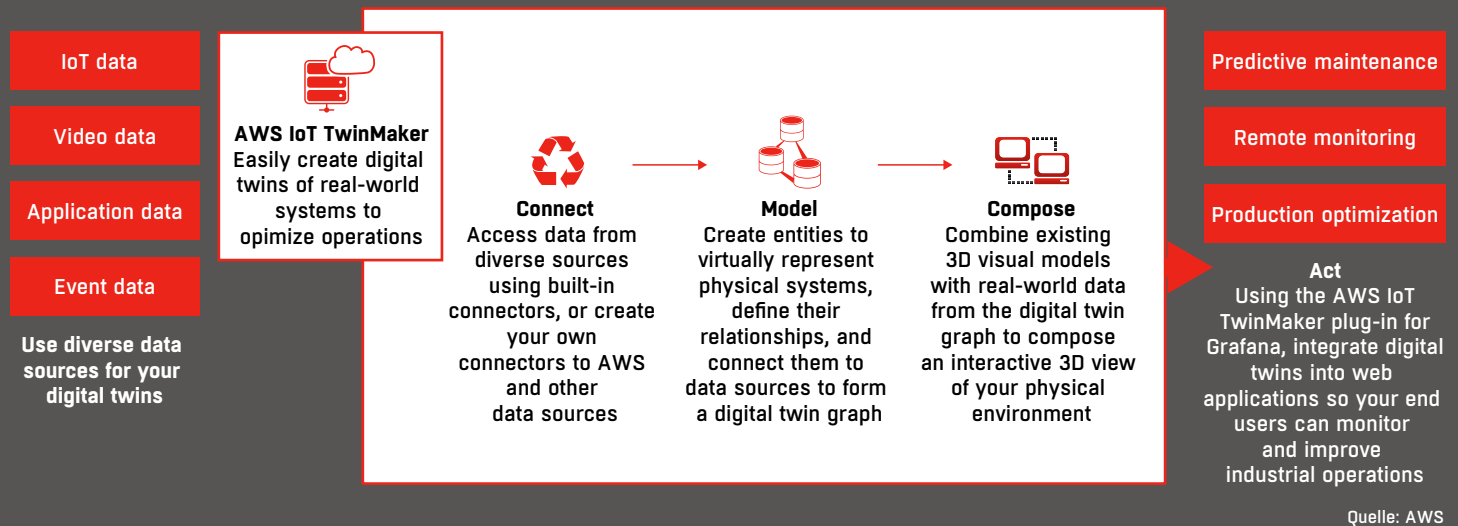 IoT data
Video data
Application data
Event data
Use diverse data
sources for your
digital twins
AWS IoT TwinMaker
Easily create digital
twins of real-world
systems to
opimize operations
Connect
Access data from
diverse sources
using built-in
connectors, or create
your own
connectors to AWS
and other
data sources
Model
Create entities to
virtually represent
physical systems,
define their
relationships, and
connect them to
data sources to form
a digital twin graph
Compose
Combine existing
3D visual models
with real-world data
from the digital twin
graph to compose
an interactive 3D view
of your physical
environment
Predictive maintenance
Remote monitoring
Production optimization
Act
Using the AWS IoT
TwinMaker plug-in for
Grafana, integrate digital
twins into web
applications so your end
users can monitor
and improve
industrial operations
Quelle: AWS